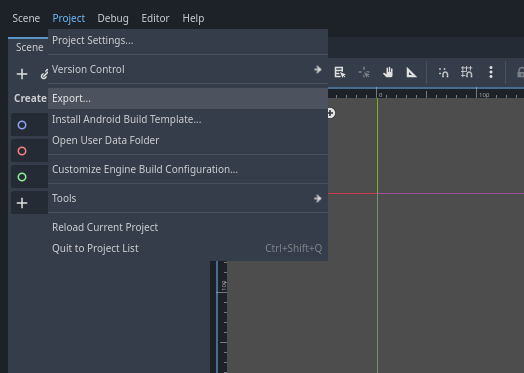 Scene Project Debug Editor Help
Scene
Project Settings...
Version Control
Create
Export...
Install Android Build Template...
Open User Data Folder
Customize Engine Build Configuration...
Tools
Reload Current Project
Quit to Project List Ctrl+Shift+Q
0
100
100